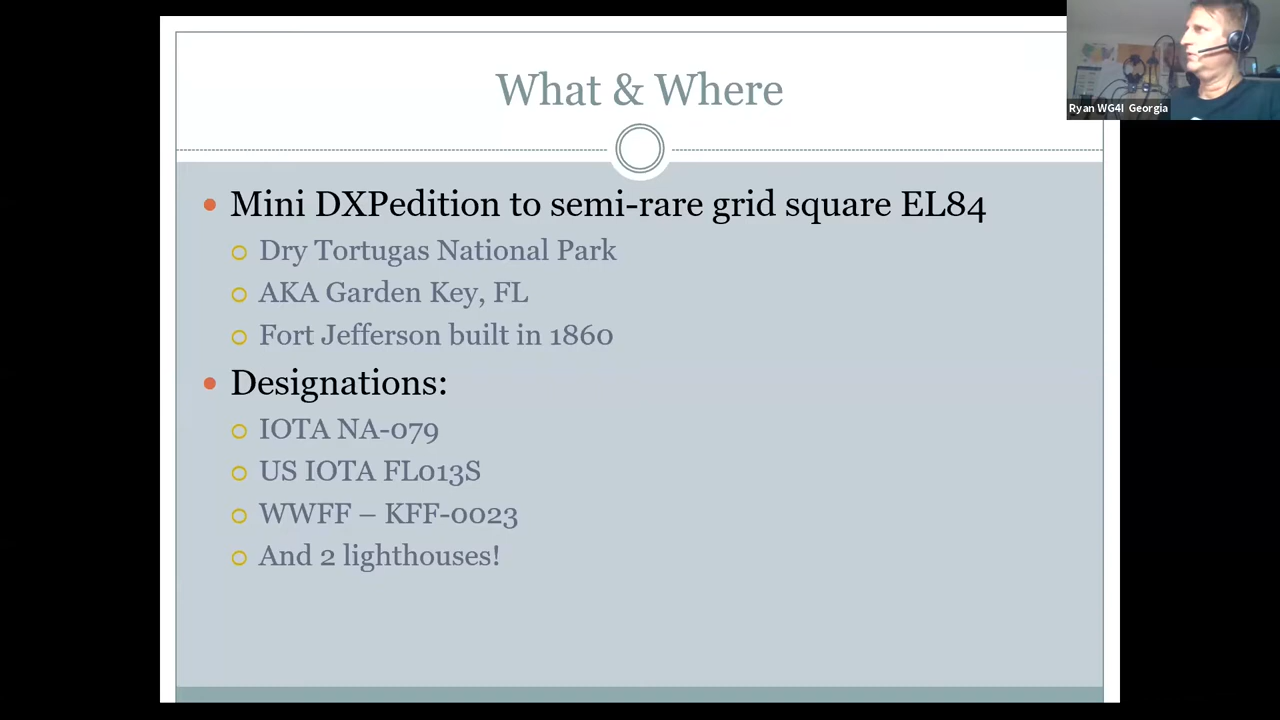 What & Where
Ryan WG4I Georgia
Mini DXPedition to semi-rare grid square EL84
Dry Tortugas National Park
AKA Garden Key, FL
Fort Jefferson built in 1860
Designations:
IOTA NA-079
US IOTA FL013S
WWFF – KFF-0023
And 2 lighthouses!